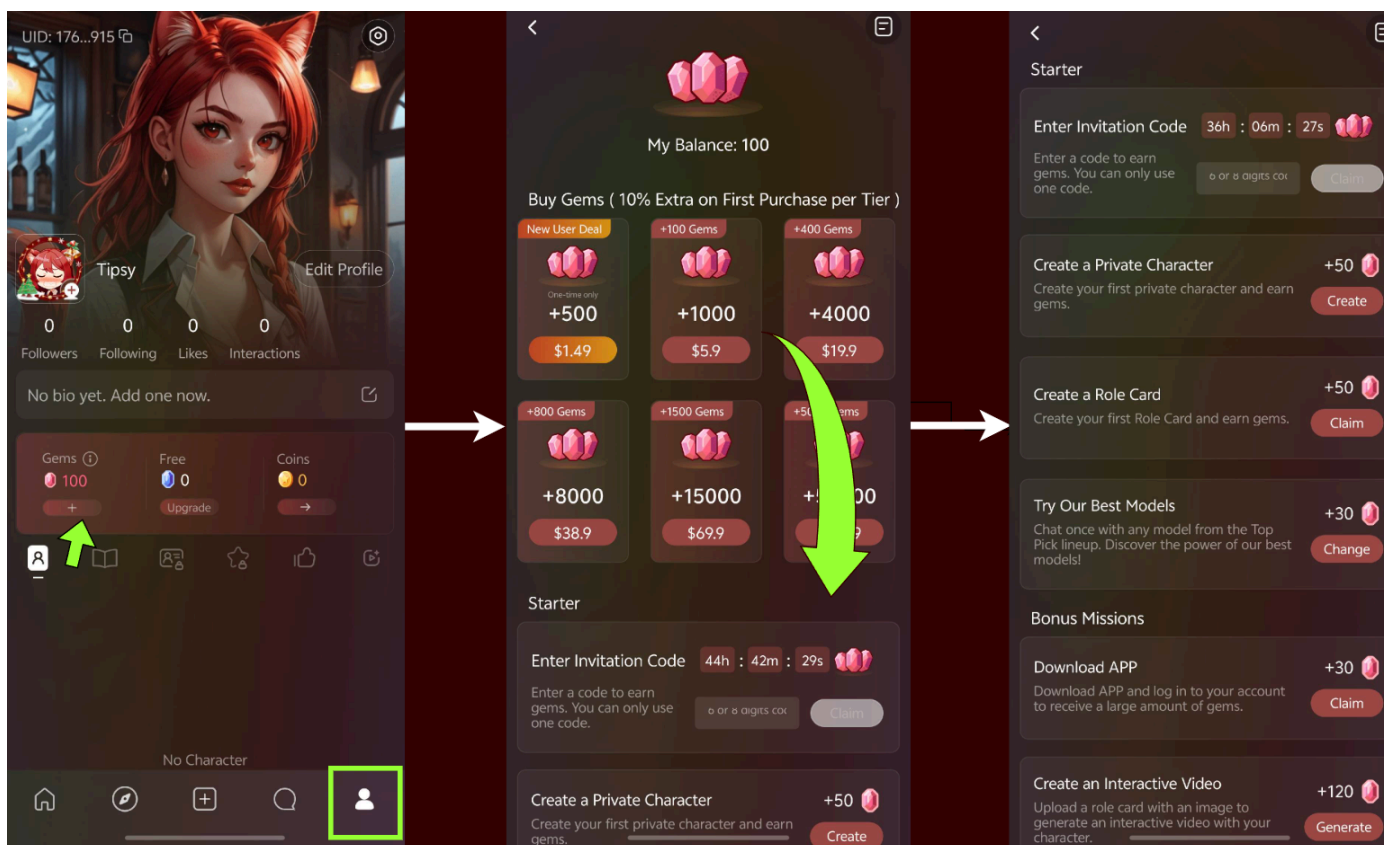 UID: 176...915
Tipsy
Edit Profile
0 0 0 0
Followers Following Likes Interactions
No bio yet. Add one now.
Gems Free Coins
100 0 0
+ Upgrade →
No Character
My Balance: 100
Buy Gems ( 10% Extra on First Purchase per Tier )
New User Deal +100 Gems +400 Gems
One-time only
+500 +1000 +4000
$1.49 $5.9 $19.9
+800 Gems +1500 Gems
+8000 +15000
$38.9 $69.9
Starter
Enter Invitation Code 44h : 42m : 29s
Enter a code to earn
gems. You can only use
one code.
6 or 8 digits
Claim
Create a Private Character +50
Create your first private character and earn
gems.
Create
Starter
Enter Invitation Code 36h : 06m : 27s
Enter a code to earn
gems. You can only use
one code.
6 or 8 digits
Claim
Create a Private Character +50
Create your first private character and earn
gems.
Create
Create a Role Card +50
Create your first Role Card and earn gems.
Claim
Try Our Best Models +30
Chat once with any model from the Top
Pick lineup. Discover the power of our best
models!
Change
Bonus Missions
Download APP +30
Download APP and log in to your account
to receive a large amount of gems.
Claim
Create an Interactive Video +120
Upload a role card with an image to
generate an interactive video with your
character.
Generate